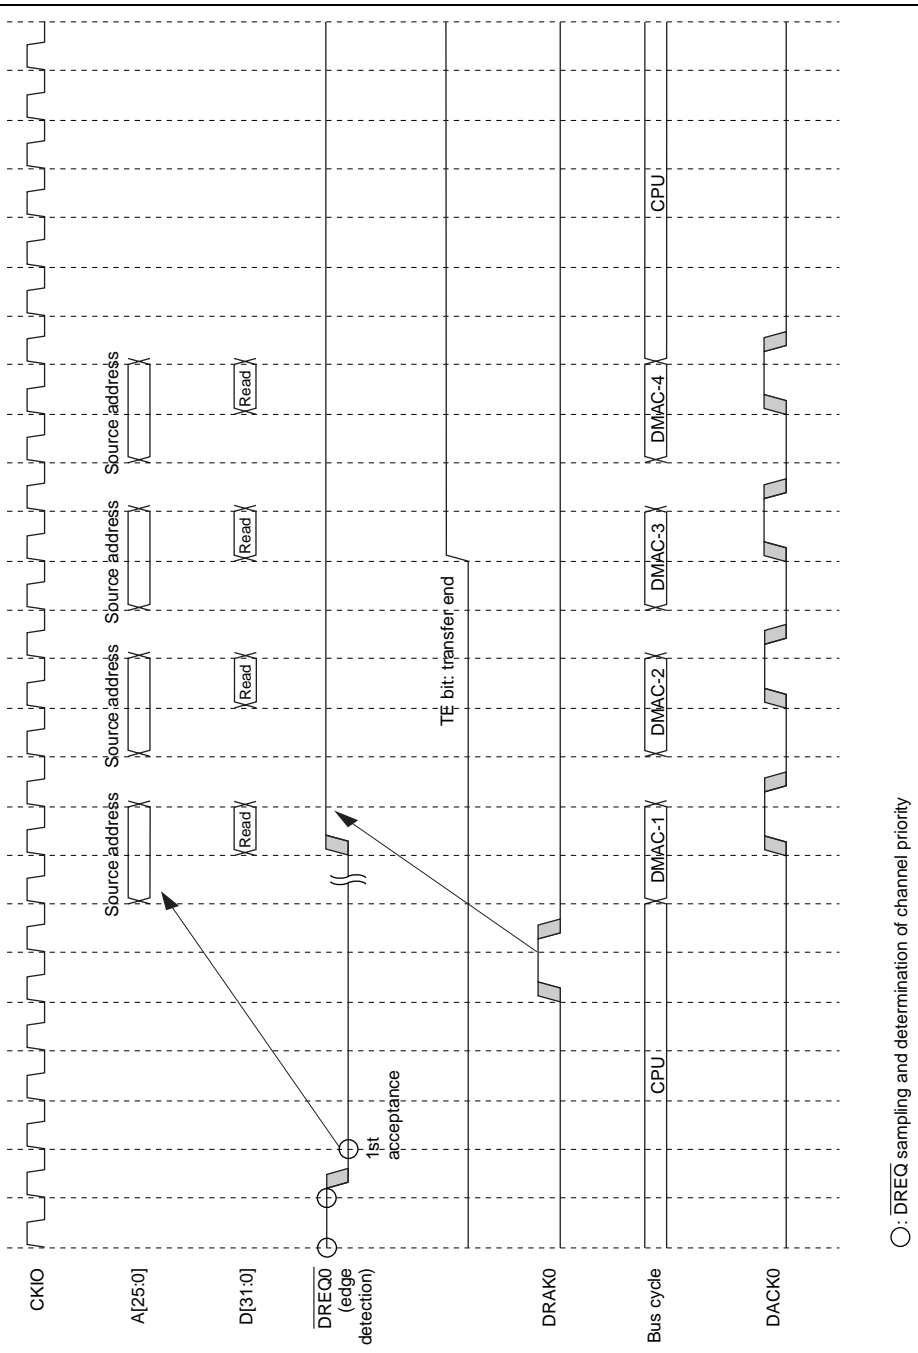 CKIO
A[25:0]
Source address
Source address
Source address
Source address
D[31:0]
Read
Read
Read
Read
DREQ0
(edge
detection)
1st
acceptance
TE bit: transfer end
DRAK0
Bus cycle
CPU
DMAC-1
DMAC-2
DMAC-3
DMAC-4
CPU
DACK0
: DREQ sampling and determination of channel priority